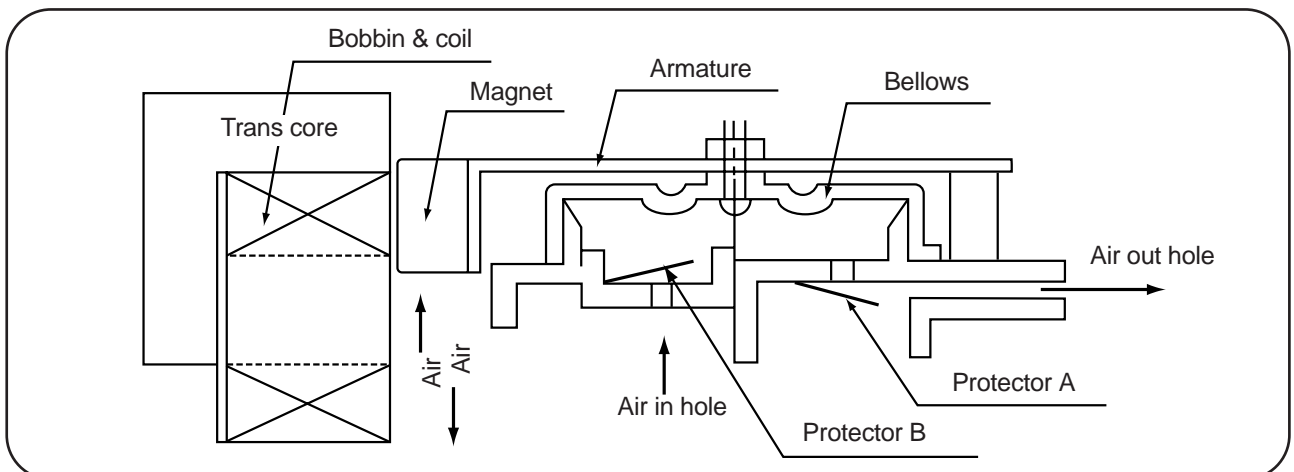 Bobbin & coil
Armature
Bellows
Magnet
Trans core
Air out hole
Air
Air
Air in hole
Protector A
Protector B